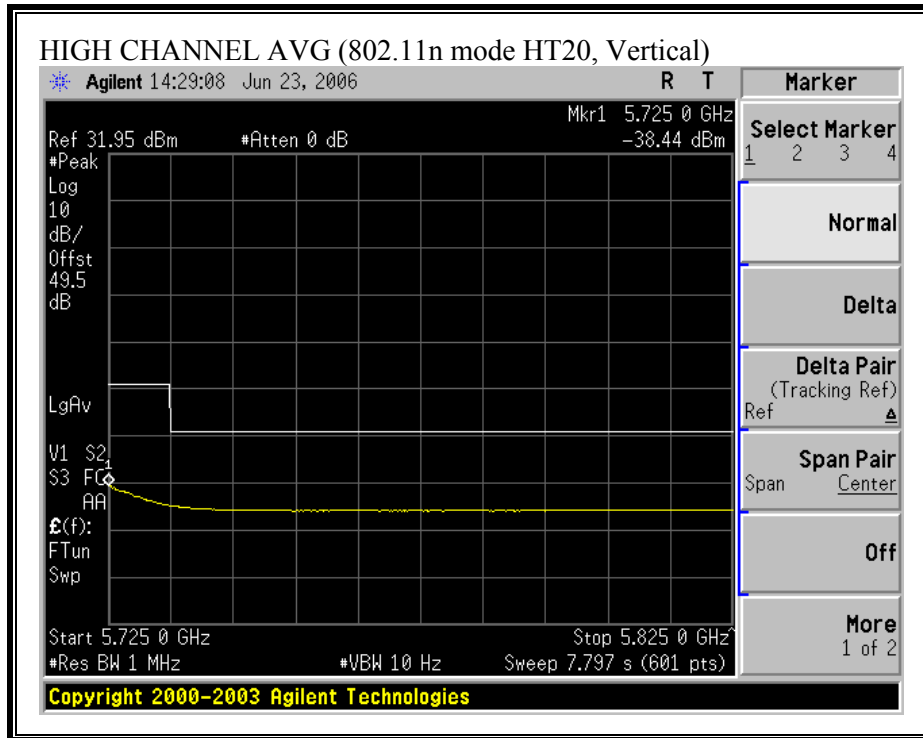 HIGH CHANNEL AVG (802.11n mode HT20, Vertical)
Agilent 14:29:08 Jun 23, 2006 R T
Mkr1 5.725 0 GHz
Ref 31.95 dBm #Atten 0 dB -38.44 dBm
#Peak
Log
10
dB/
Offst
49.5
dB
LgAv
V1 S2
S3 FC
AA
£(f):
FTun
Swp
1
Start 5.725 0 GHz Stop 5.825 0 GHz^
#Res BW 1 MHz #VBW 10 Hz Sweep 7.797 s (601 pts)
Marker
Select Marker
1 2 3 4
Normal
Delta
Delta Pair
(Tracking Ref)
Ref Δ
Span Pair
Span Center
Off
More
1 of 2
Copyright 2000-2003 Agilent Technologies